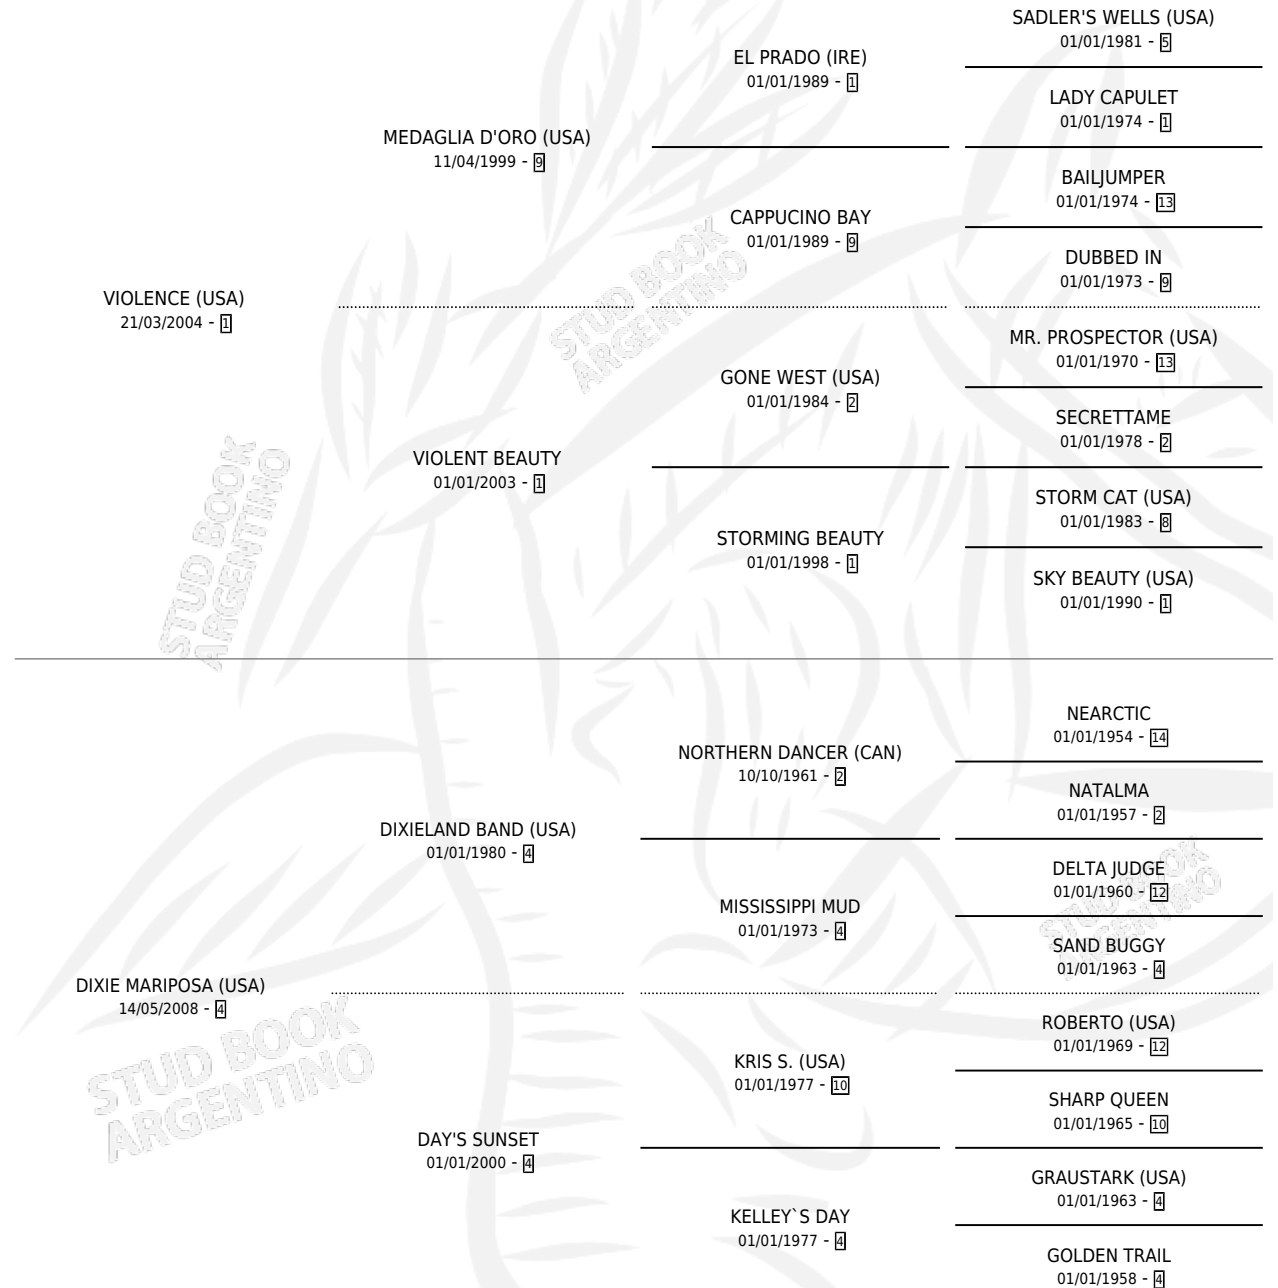 SADLER'S WELLS (USA)
01/01/1981 - 5
EL PRADO (IRE)
01/01/1989 - 1
LADY CAPULET
01/01/1974 - 1
MEDAGLIA D'ORO (USA)
11/04/1999 - 9
BAILJUMPER
01/01/1974 - 13
CAPPUCINO BAY
01/01/1989 - 9
DUBBED IN
01/01/1973 - 9
VIOLENCE (USA)
21/03/2004 - 1
STUD BOOK
ARGENTINO
MR. PROSPECTOR (USA)
01/01/1970 - 13
GONE WEST (USA)
01/01/1984 - 2
SECRETTAME
01/01/1978 - 2
VIOLENT BEAUTY
01/01/2003 - 1
STORM CAT (USA)
01/01/1983 - 8
STORMING BEAUTY
01/01/1998 - 1
SKY BEAUTY (USA)
01/01/1990 - 1
STUD BOOK
ARGENTINO
NEARCTIC
01/01/1954 - 14
NORTHERN DANCER (CAN)
10/10/1961 - 2
NATALMA
01/01/1957 - 2
DIXIELAND BAND (USA)
01/01/1980 - 4
DELTA JUDGE
01/01/1960 - 12
MISSISSIPPI MUD
01/01/1973 - 4
SAND BUGGY
01/01/1963 - 4
STUD BOOK
ARGENTINO
DIXIE MARIPOSA (USA)
14/05/2008 - 4
STUD BOOK
ARGENTINO
ROBERTO (USA)
01/01/1969 - 12
KRIS S. (USA)
01/01/1977 - 10
SHARP QUEEN
01/01/1965 - 10
DAY'S SUNSET
01/01/2000 - 4
GRAUSTARK (USA)
01/01/1963 - 4
KELLEY`S DAY
01/01/1977 - 4
GOLDEN TRAIL
01/01/1958 - 4